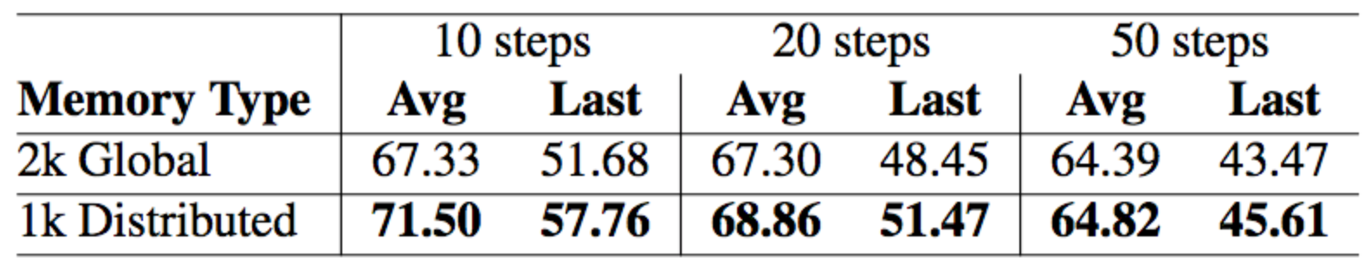 10 steps 20 steps 50 steps
Memory Type Avg Last Avg Last Avg Last
2k Global 67.33 51.68 67.30 48.45 64.39 43.47
1k Distributed 71.50 57.76 68.86 51.47 64.82 45.61